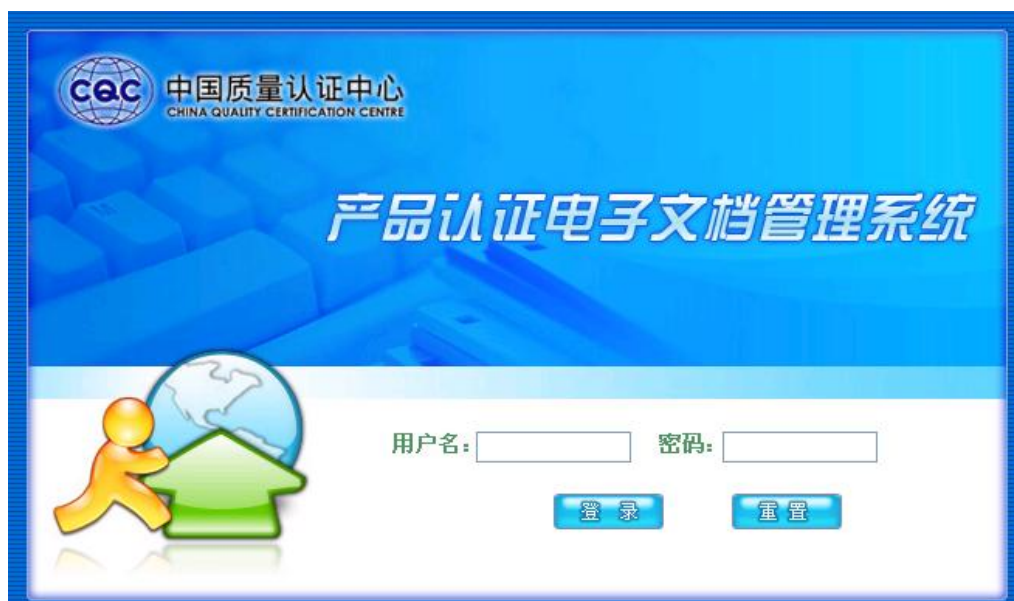 CQC 中国质量认证中心
CHINA QUALITY CERTIFICATION CENTRE
产品认证电子文档管理系统
用户名: 密码:
登 录 重 置